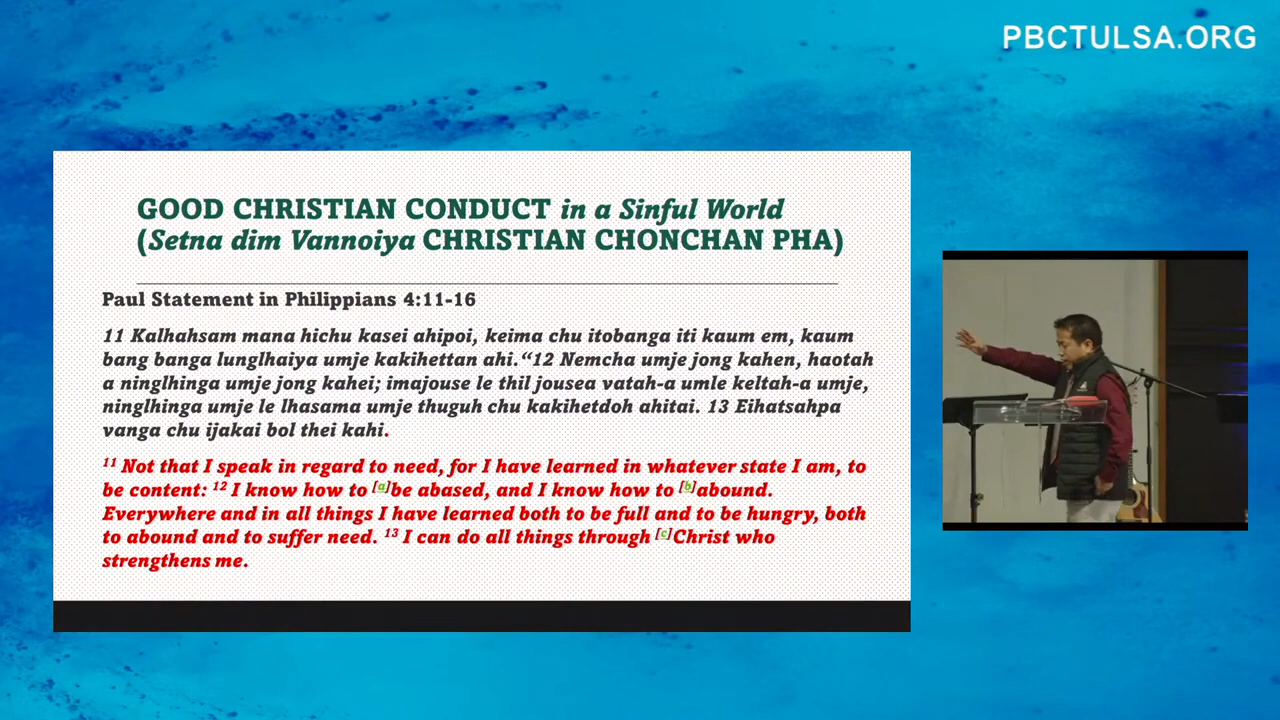 PBCTULSA.ORG
GOOD CHRISTIAN CONDUCT in a Sinful World
(Setna dim Vannoiya CHRISTIAN CHONCHAN PHA)
Paul Statement in Philippians 4:11-16
11 Kalhahsam mana hichu kasei ahipoi, keima chu itobanga iti kaum em, kaum
bang banga lunglhaiya umje kakihettan ahi.“12 Nemcha umje jong kahen, haotah
a ninglhinga umje jong kahei; imajouse le thil jousea vatah-a umle keltah-a umje,
ninglhinga umje le lhasama umje thuguh chu kakihetdoh ahitai. 13 Eihatsahpa
vanga chu ijakai bol thei kahi.
11 Not that I speak in regard to need, for I have learned in whatever state I am, to
be content: 12 I know how to [a]be abased, and I know how to [b]abound.
Everywhere and in all things I have learned both to be full and to be hungry, both
to abound and to suffer need. 13 I can do all things through [c]Christ who
strengthens me.